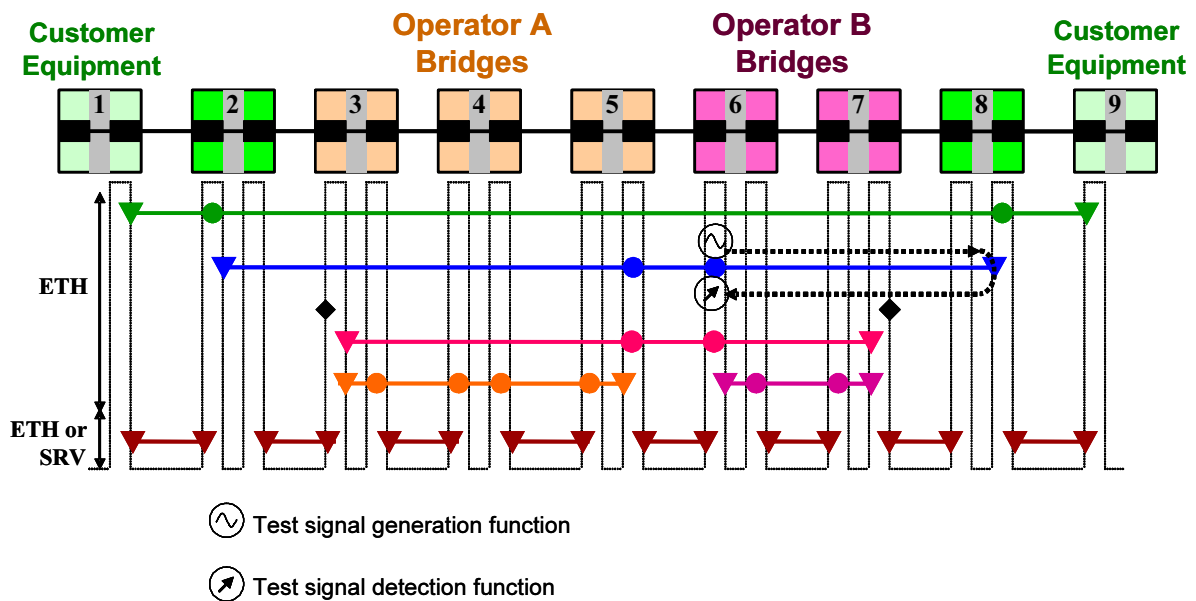 Customer
Equipment
Operator A
Bridges
Operator B
Bridges
Customer
Equipment
1
2
3
4
5
6
7
8
9
ETH
ETH or
SRV
Test signal generation function
Test signal detection function